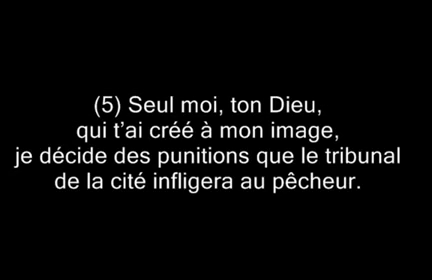 (5) Seul moi, ton Dieu,
qui t'ai créé à mon image,
je décide des punitions que le tribunal
de la cité infligera au pêcheur.